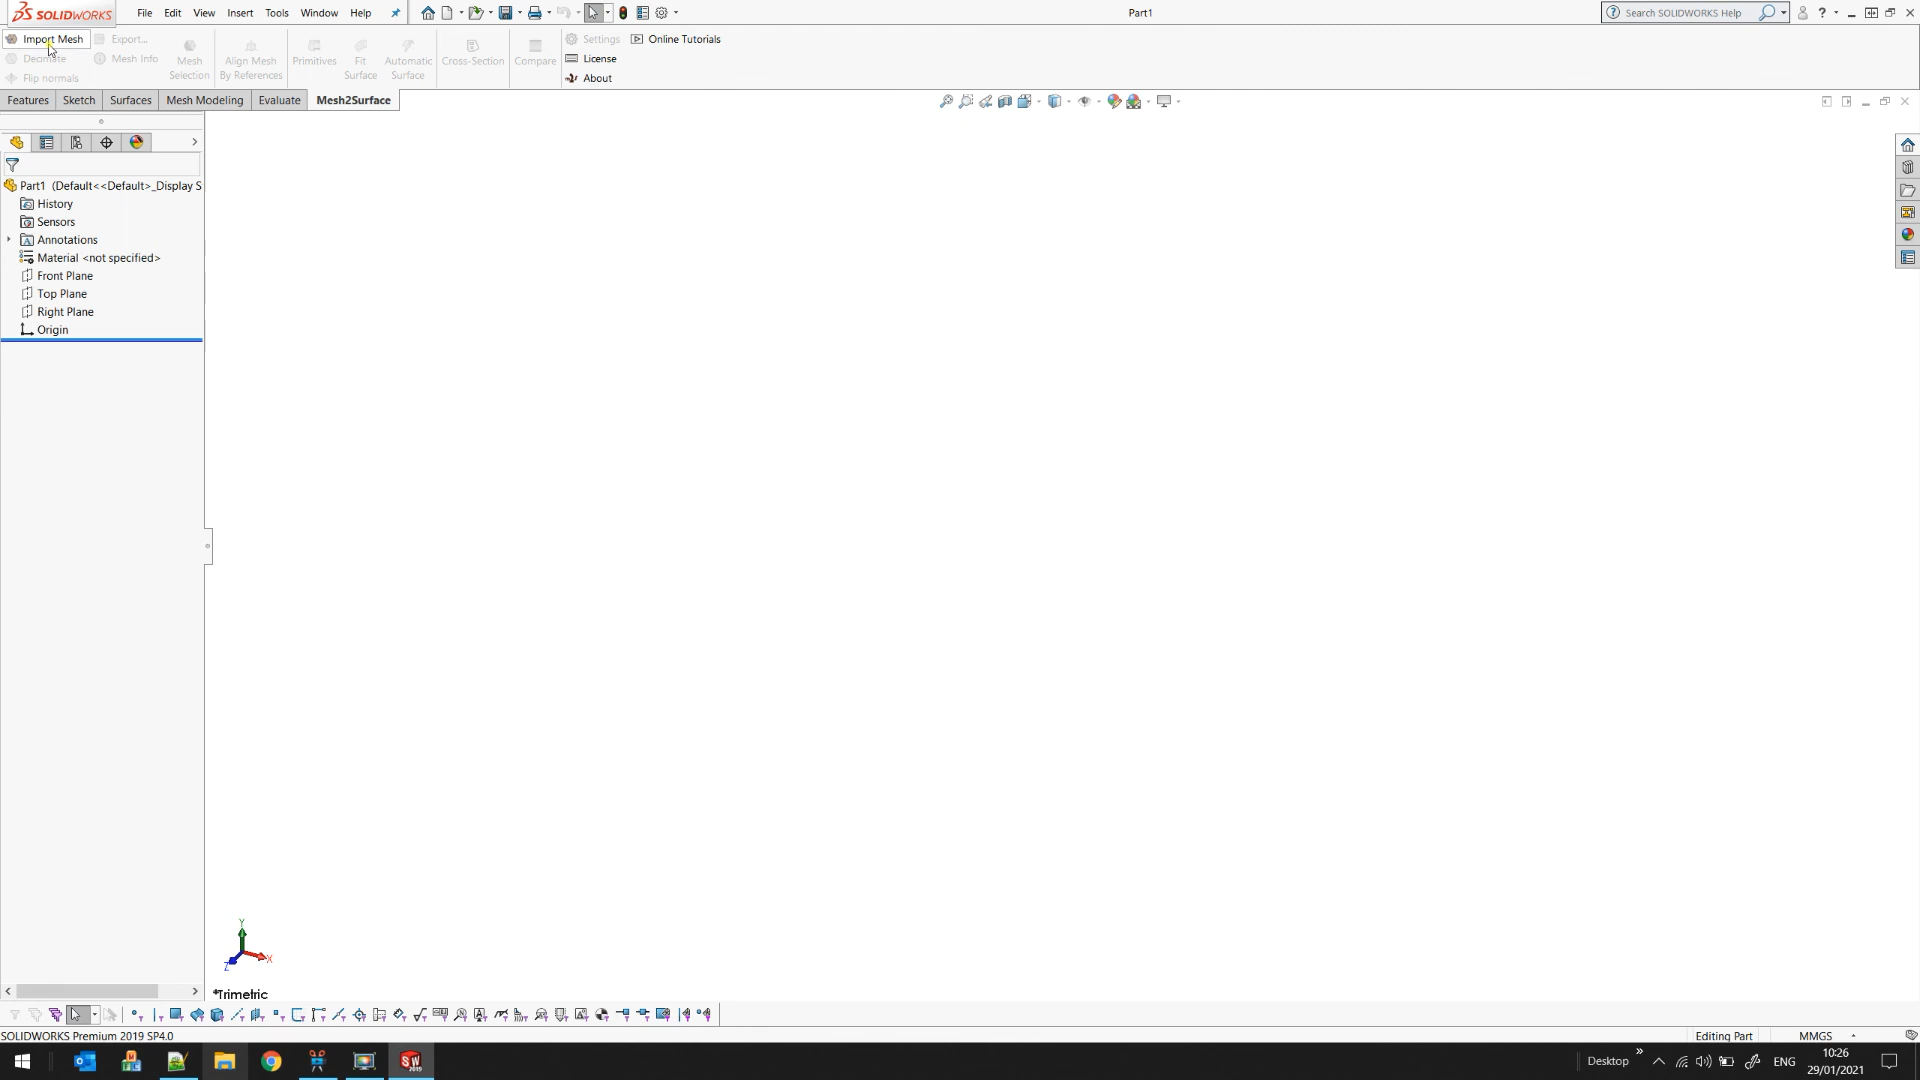 SOLIDWORKS File Edit View Insert Tools Window Help Part1 Search SOLIDWORKS Help
Import Mesh Export... Settings Online Tutorials
Decimate Mesh Info Mesh Selection Align Mesh By References Primitives Fit Surface Automatic Surface Cross-Section Compare License
Flip normals About
Features Sketch Surfaces Mesh Modeling Evaluate Mesh2Surface
Part1 (Default<<Default>_Display S
History
Sensors
Annotations
Material <not specified>
Front Plane
Top Plane
Right Plane
Origin
Y
X
Z
*Trimetric
SOLIDWORKS Premium 2019 SP4.0 Editing Part MMGS
Desktop ENG 10:26
29/01/2021